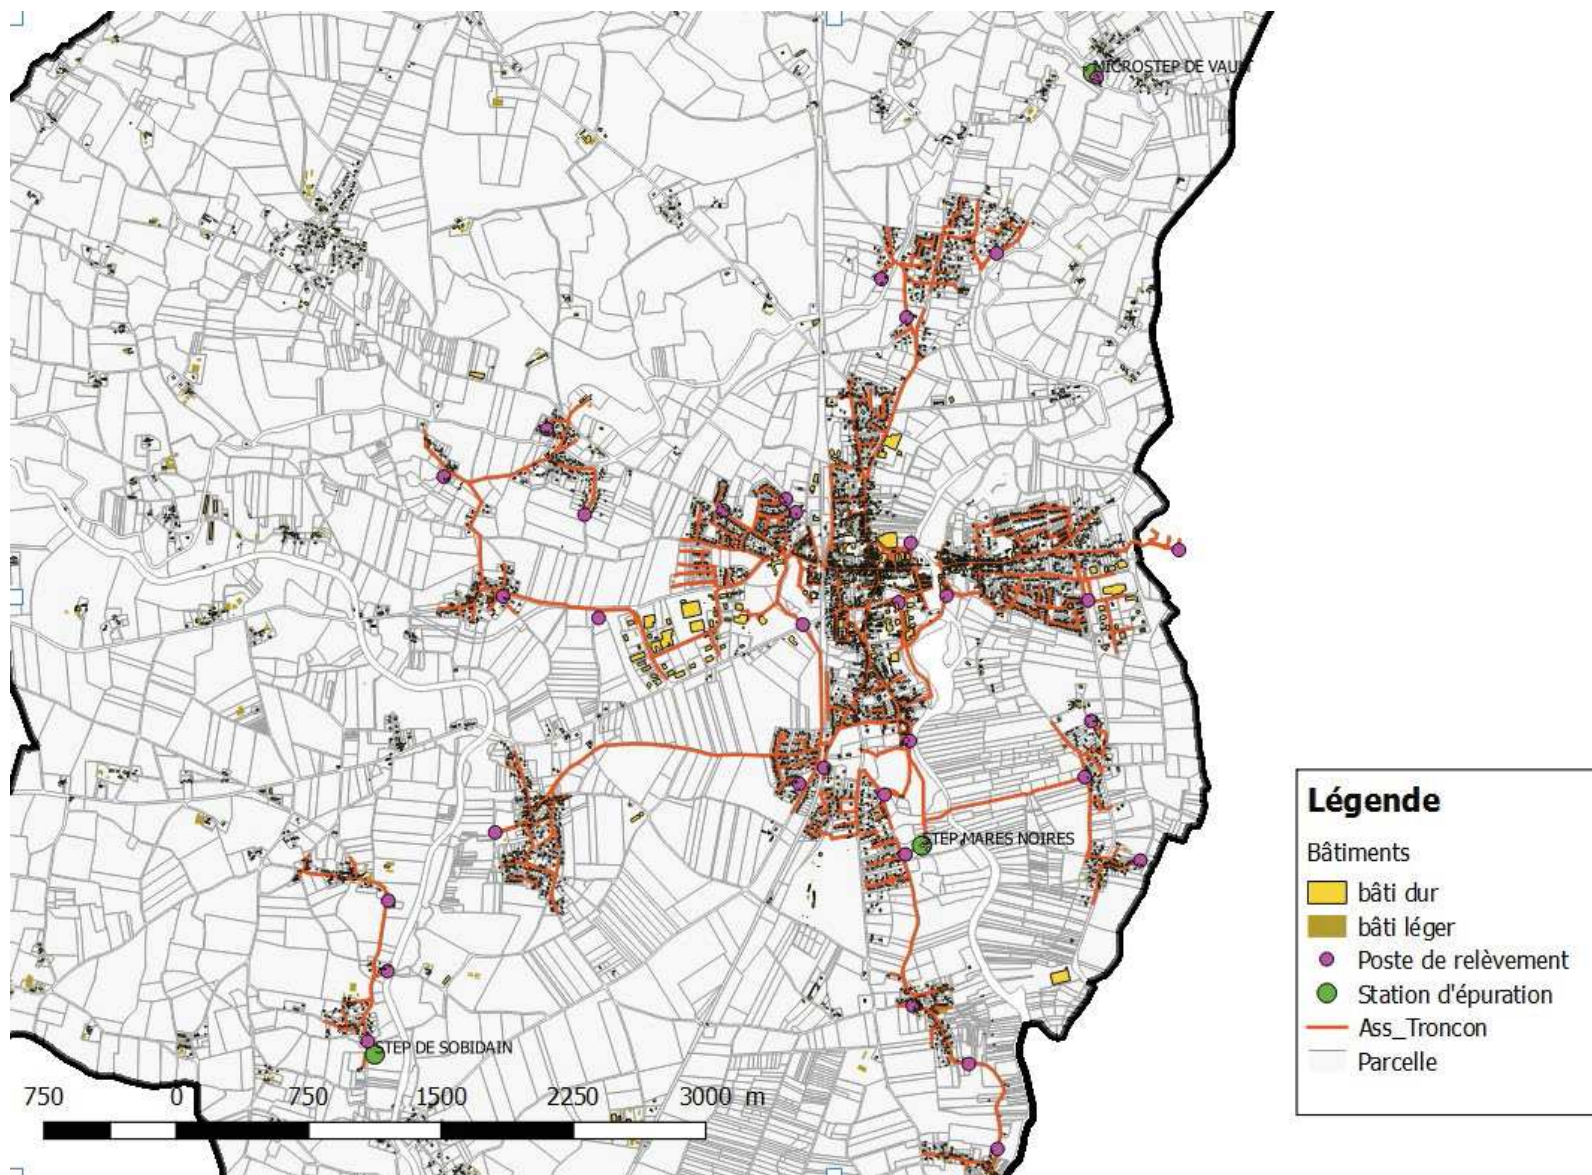 MICROSTEP DE VAULT
STEP MARES NOIRES
STEP DE SOBIDAIN
750 0 750 1500 2250 3000 m
Légende
Bâtiments
bâti dur
bâti léger
Poste de relèvement
Station d'épuration
Ass_Troncon
Parcelle